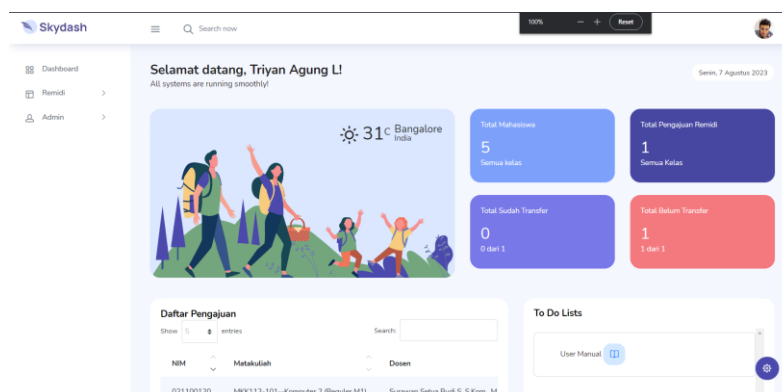 Skydash
Search now
100% − + Reset
Dashboard
Remidi
Admin
Selamat datang, Triyan Agung L!
All systems are running smoothly!
Senin, 7 Agustus 2023
31C Bangalore
India
Total Mahasiswa
5
Semua kelas
Total Pengajuan Remidi
1
Semua Kelas
Total Sudah Transfer
0
0 dari 1
Total Belum Transfer
1
1 dari 1
Daftar Pengajuan
Show 5 entries
Search:
NIM Matakuliah Dosen
To Do Lists
User Manual